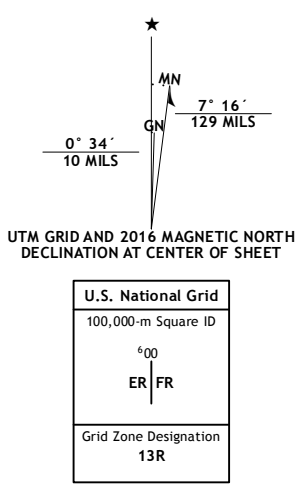 ★
MN
GN
7° 16´
129 MILS
0° 34´
10 MILS
UTM GRID AND 2016 MAGNETIC NORTH
DECLINATION AT CENTER OF SHEET
U.S. National Grid
100,000-m Square ID
⁶00
ER FR
Grid Zone Designation
13R